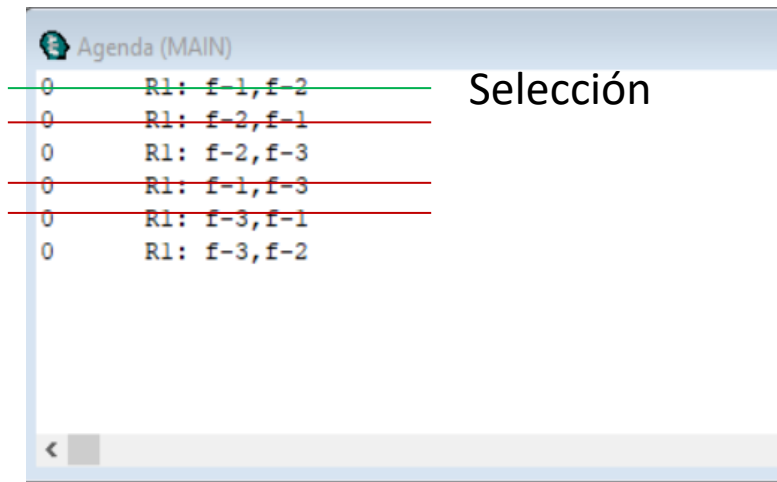 Agenda (MAIN)
0 R1: f-1,f-2 Selección
0 R1: f-2,f-1
0 R1: f-2,f-3
0 R1: f-1,f-3
0 R1: f-3,f-1
0 R1: f-3,f-2